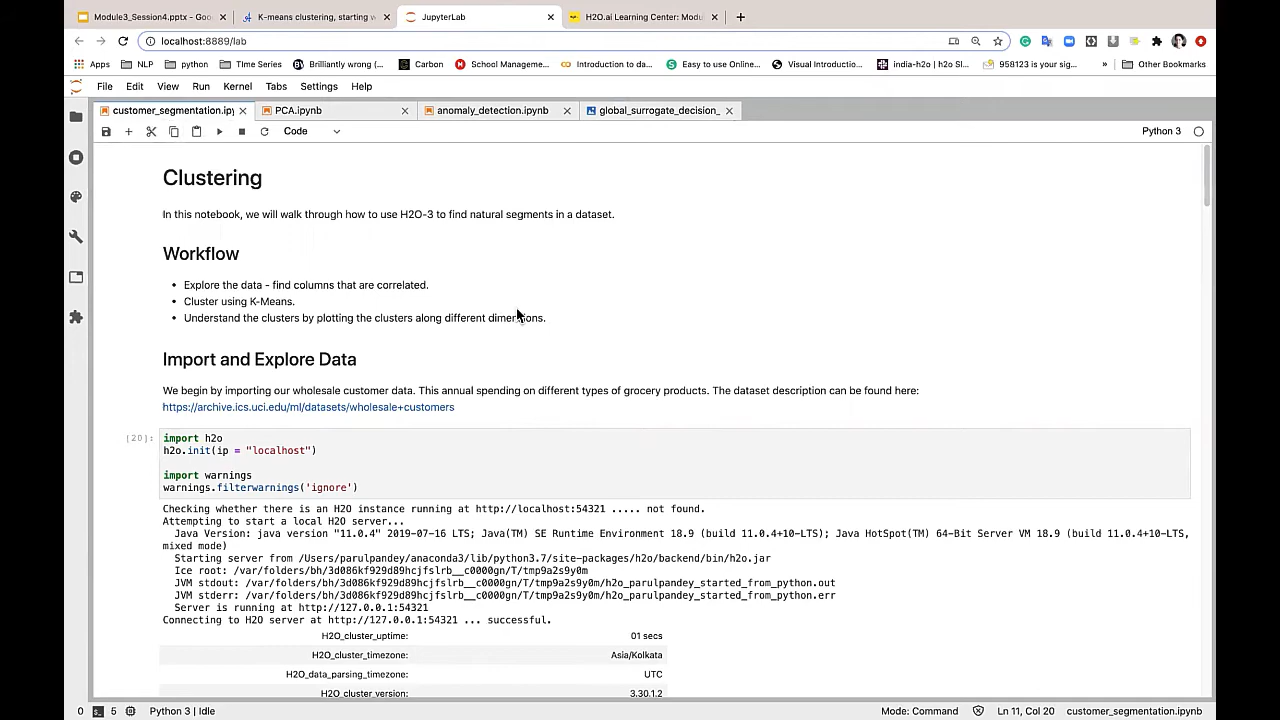 Module3_Session4.pptx - Goo
K-means clustering, starting w
JupyterLab
H2O.ai Learning Center: Modu
localhost:8889/lab
Apps
NLP
python
TIme Series
Brilliantly wrong (...
Carbon
School Manageme...
Introduction to da...
Easy to use Online...
Visual Introductio...
india-h2o | h2o Sl...
958123 is your sig...
Other Bookmarks
File Edit View Run Kernel Tabs Settings Help
customer_segmentation.ipy
PCA.ipynb
anomaly_detection.ipynb
global_surrogate_decision_
Code
Python 3
Clustering
In this notebook, we will walk through how to use H2O-3 to find natural segments in a dataset.
Workflow
• Explore the data - find columns that are correlated.
• Cluster using K-Means.
• Understand the clusters by plotting the clusters along different dimensions.
Import and Explore Data
We begin by importing our wholesale customer data. This annual spending on different types of grocery products. The dataset description can be found here:
https://archive.ics.uci.edu/ml/datasets/wholesale+customers
[20]:
import h2o
h2o.init(ip = "localhost")
import warnings
warnings.filterwarnings('ignore')
Checking whether there is an H2O instance running at http://localhost:54321 ..... not found.
Attempting to start a local H2O server...
Java Version: java version "11.0.4" 2019-07-16 LTS; Java(TM) SE Runtime Environment 18.9 (build 11.0.4+10-LTS); Java HotSpot(TM) 64-Bit Server VM 18.9 (build 11.0.4+10-LTS,
mixed mode)
Starting server from /Users/parulpandey/anaconda3/lib/python3.7/site-packages/h2o/backend/bin/h2o.jar
Ice root: /var/folders/bh/3d086kf929d89hcjfslrb__c0000gn/T/tmp9a2s9y0m
JVM stdout: /var/folders/bh/3d086kf929d89hcjfslrb__c0000gn/T/tmp9a2s9y0m/h2o_parulpandey_started_from_python.out
JVM stderr: /var/folders/bh/3d086kf929d89hcjfslrb__c0000gn/T/tmp9a2s9y0m/h2o_parulpandey_started_from_python.err
Server is running at http://127.0.0.1:54321
Connecting to H2O server at http://127.0.0.1:54321 ... successful.
H2O_cluster_uptime: 01 secs
H2O_cluster_timezone: Asia/Kolkata
H2O_data_parsing_timezone: UTC
H2O_cluster_version: 3.30.1.2
0
5
Python 3 | Idle
Mode: Command
Ln 11, Col 20
customer_segmentation.ipynb